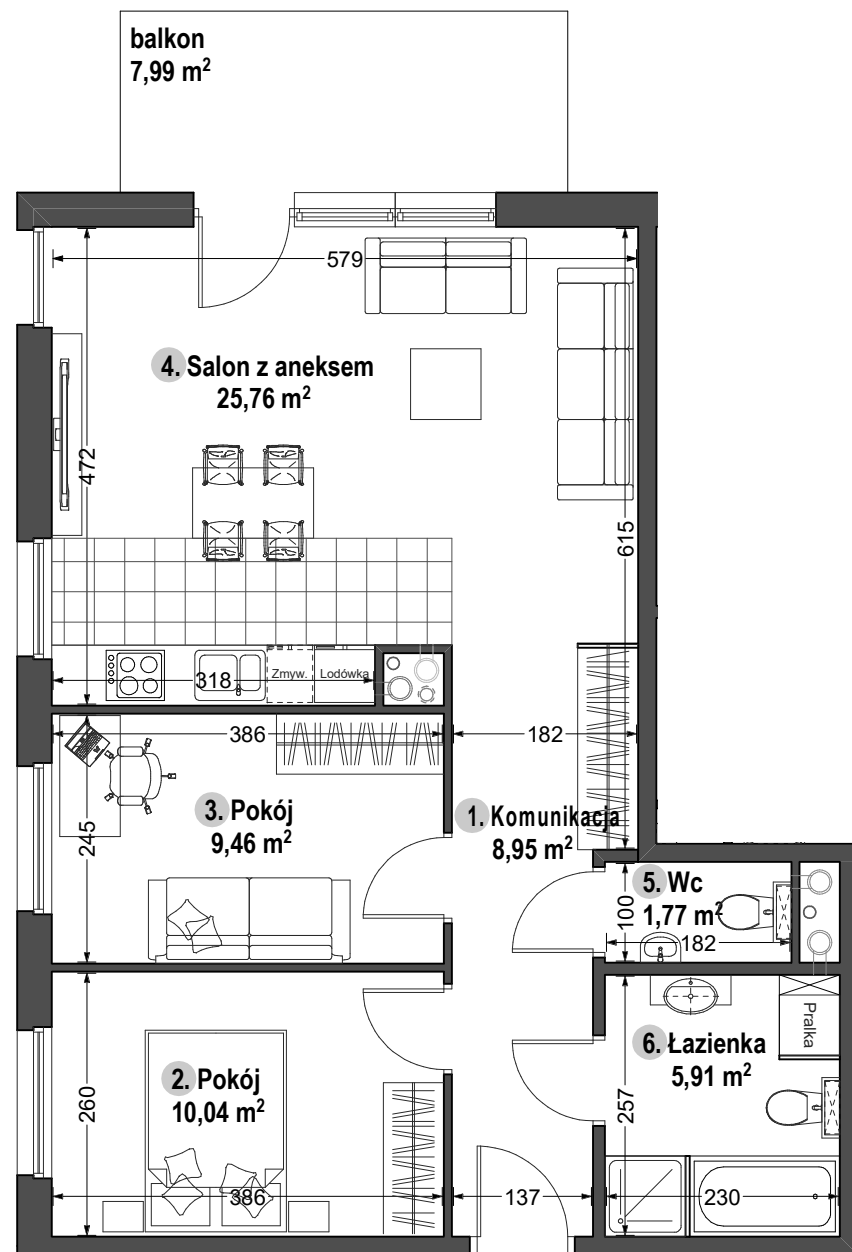 balkon
7,99 m²
579
4. Salon z aneksem
25,76 m²
472
615
Zmyw.
Lodówka
318
386
182
3. Pokój
9,46 m²
245
1. Komunikacja
8,95 m²
5. Wc
1,77 m²
100
182
2. Pokój
10,04 m²
260
386
137
6. Łazienka
5,91 m²
Pralka
257
230